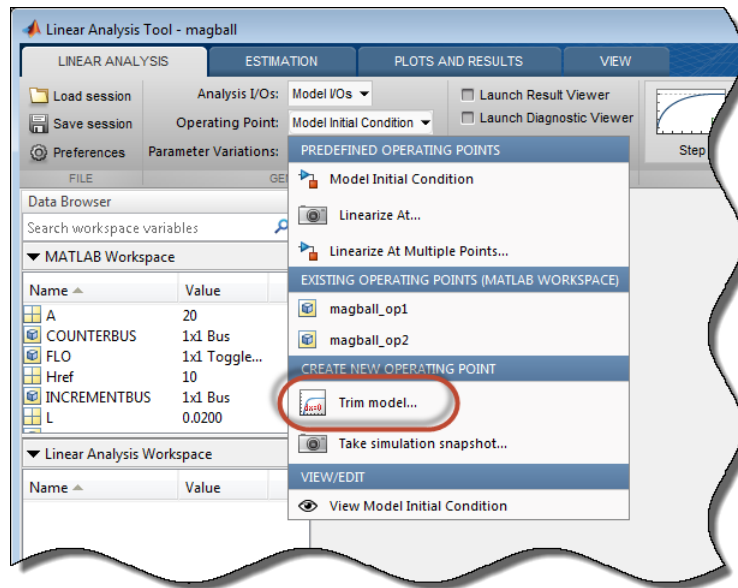 Linear Analysis Tool - magball
LINEAR ANALYSIS ESTIMATION PLOTS AND RESULTS VIEW
Load session
Save session
Preferences
FILE
Analysis I/Os: Model I/Os
Operating Point: Model Initial Condition
Parameter Variations:
GE
Launch Result Viewer
Launch Diagnostic Viewer
Step
PREDEFINED OPERATING POINTS
Model Initial Condition
Linearize At...
Linearize At Multiple Points...
EXISTING OPERATING POINTS (MATLAB WORKSPACE)
magball_op1
magball_op2
CREATE NEW OPERATING POINT
dx=0
Trim model...
Take simulation snapshot...
VIEW/EDIT
View Model Initial Condition
Data Browser
Search workspace variables
MATLAB Workspace
Name Value
A 20
COUNTERBUS 1x1 Bus
FLO 1x1 Toggle...
Href 10
INCREMENTBUS 1x1 Bus
L 0.0200
Linear Analysis Workspace
Name Value